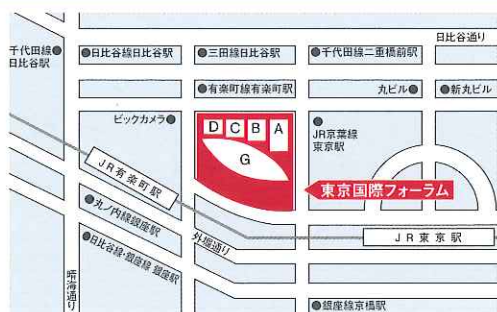 日比谷通り
千代田線
日比谷駅
日比谷線日比谷駅
三田線日比谷駅
千代田線二重橋前駅
有楽町線有楽町駅
丸ビル
新丸ビル
ビックカメラ
D C B A
G
JR京葉線
東京駅
JR有楽町駅
東京国際フォーラム
丸ノ内線銀座駅
外堀通り
JR東京駅
日比谷線・銀座線 銀座駅
晴海通り
銀座線京橋駅